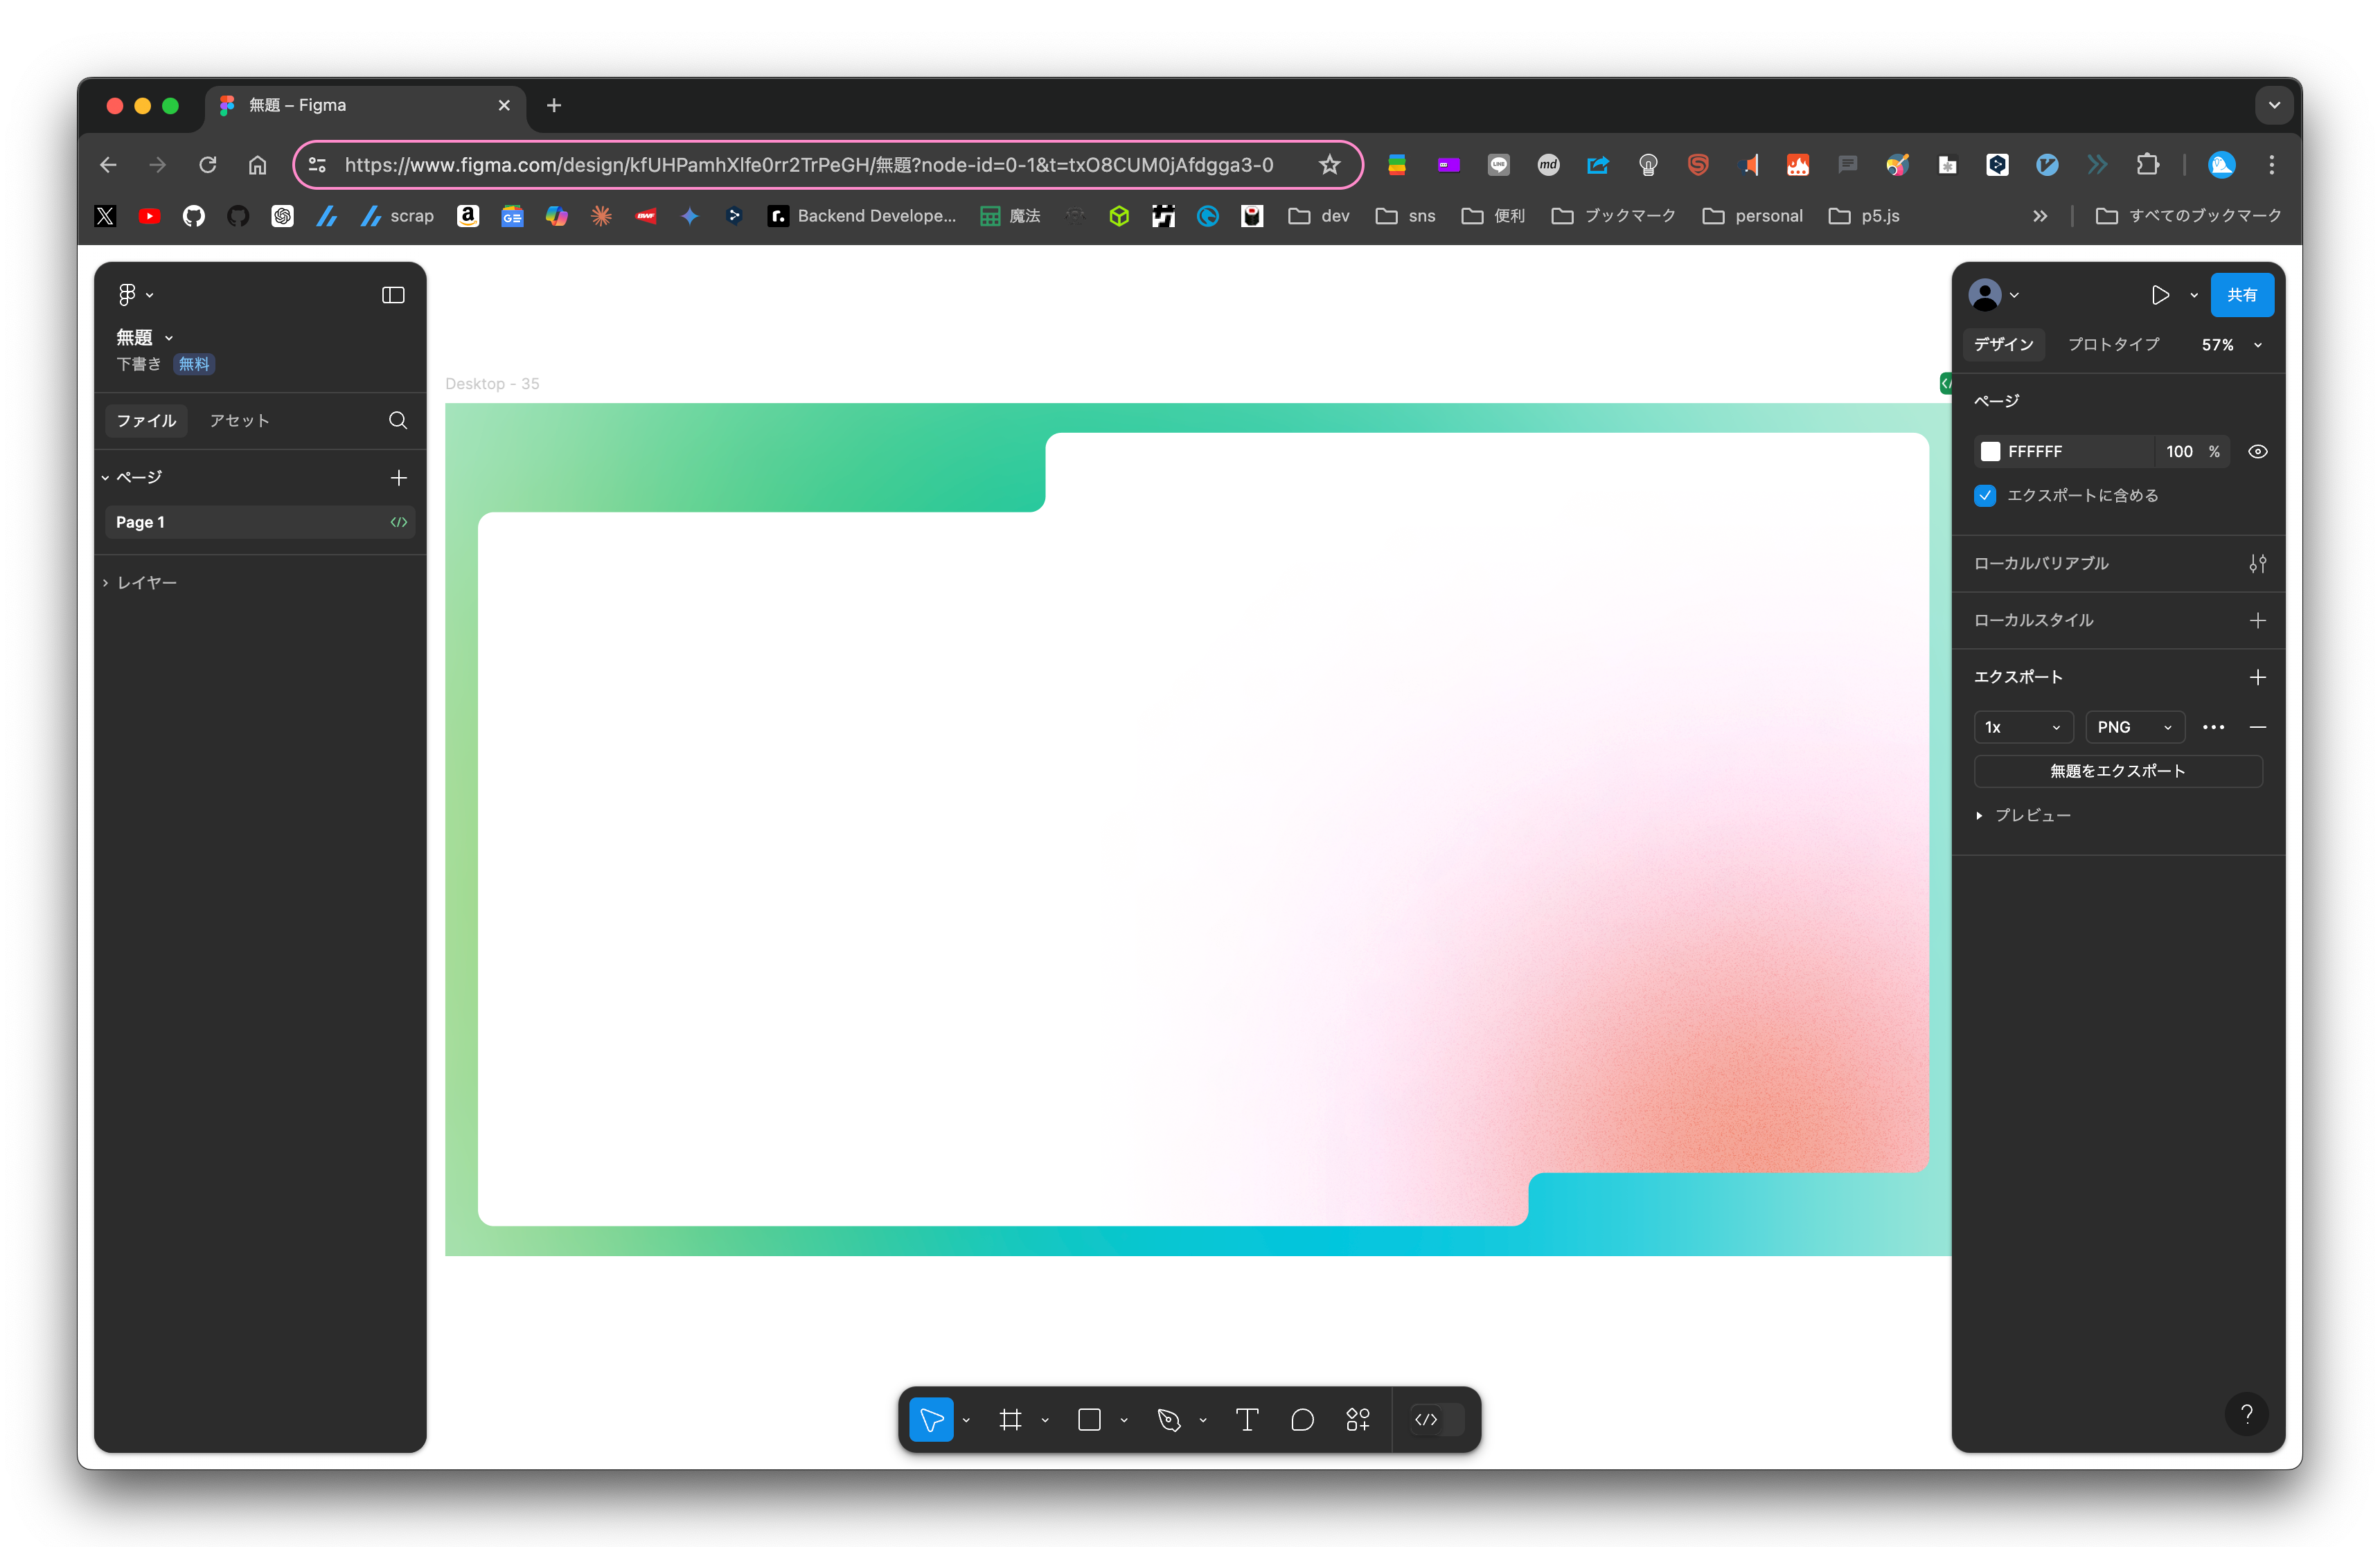 無題 – Figma
https://www.figma.com/design/kfUHPamhXlfe0rr2TrPeGH/無題?node-id=0-1&t=txO8CUM0jAfdgga3-0
LINE
md
scrap
Backend Develope...
魔法
dev
sns
便利
ブックマーク
personal
p5.js
すべてのブックマーク
無題
下書き 無料
ファイル アセット
ページ
Page 1
レイヤー
Desktop - 35
共有
デザイン プロトタイプ 57%
ページ
FFFFFF 100 %
エクスポートに含める
ローカルバリアブル
ローカルスタイル
エクスポート
1x PNG
無題をエクスポート
プレビュー
?